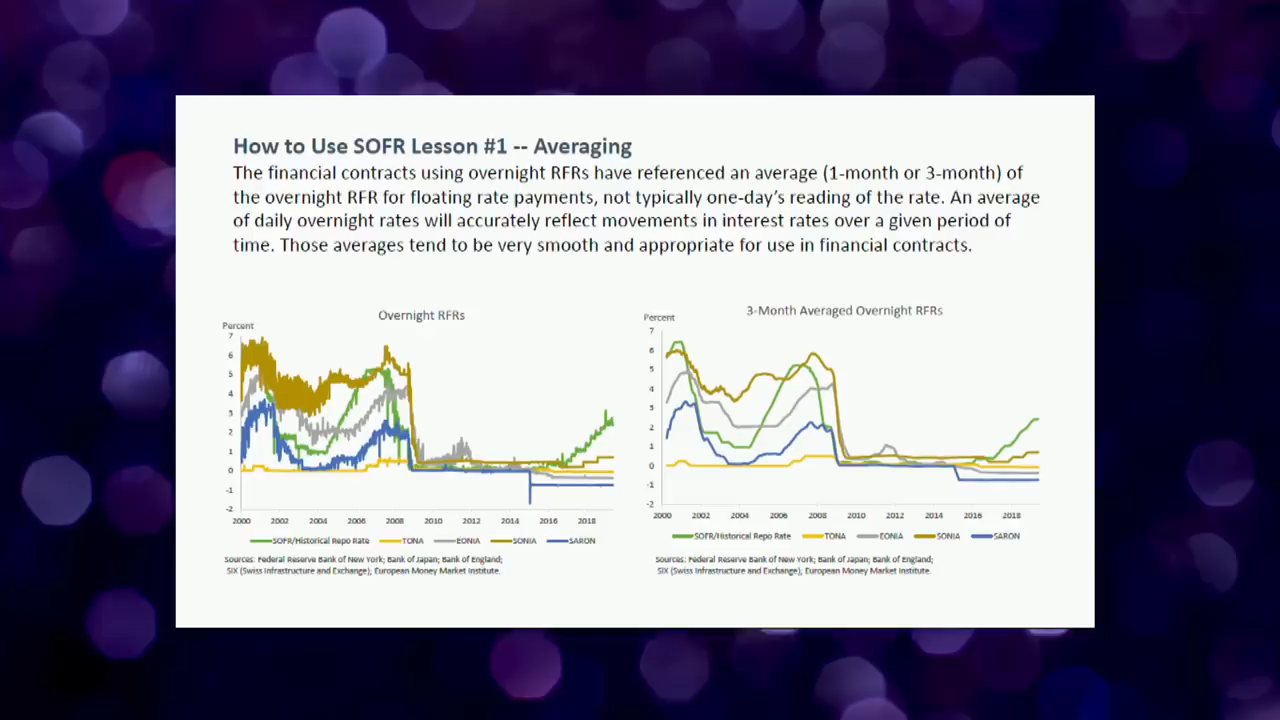 How to Use SOFR Lesson #1 -- Averaging
The financial contracts using overnight RFRs have referenced an average (1-month or 3-month) of
the overnight RFR for floating rate payments, not typically one-day's reading of the rate. An average
of daily overnight rates will accurately reflect movements in interest rates over a given period of
time. Those averages tend to be very smooth and appropriate for use in financial contracts.
Overnight RFRs
Percent
7
6
5
4
3
2
1
0
-1
-2
2000 2002 2004 2006 2008 2010 2012 2014 2016 2018
SOFR/Historical Repo Rate TONA EONIA SONIA SARON
Sources: Federal Reserve Bank of New York; Bank of Japan; Bank of England;
SIX (Swiss Infrastructure and Exchange); European Money Market Institute.
3-Month Averaged Overnight RFRs
Percent
7
6
5
4
3
2
1
0
-1
-2
2000 2002 2004 2006 2008 2010 2012 2014 2016 2018
SOFR/Historical Repo Rate TONA EONIA SONIA SARON
Sources: Federal Reserve Bank of New York; Bank of Japan; Bank of England;
SIX (Swiss Infrastructure and Exchange); European Money Market Institute.